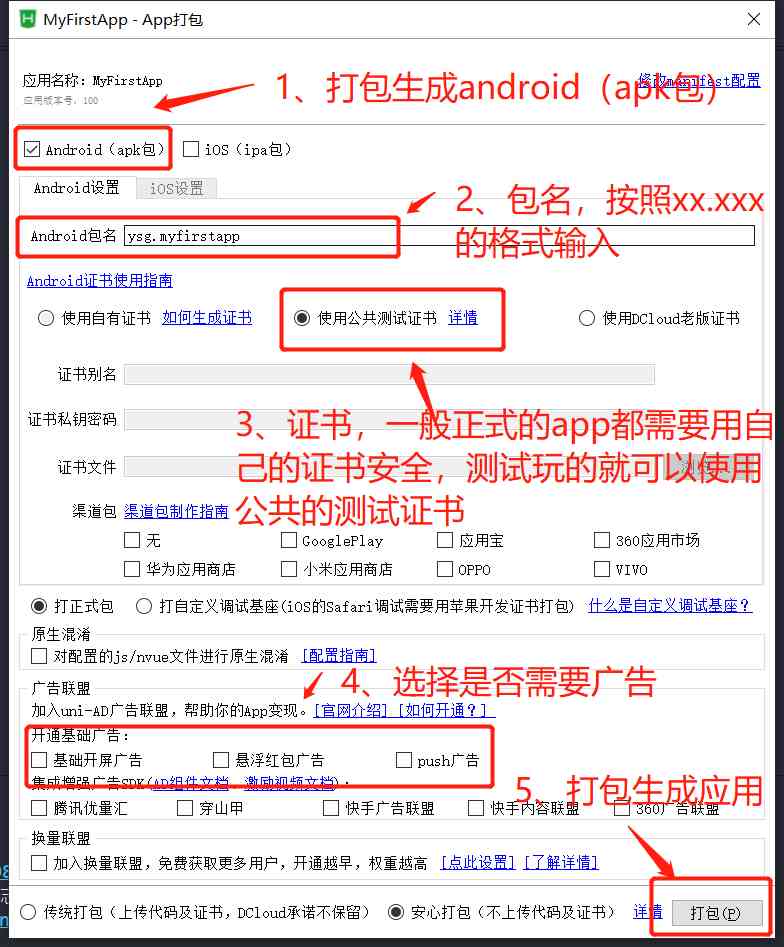 MyFirstApp - App打包
应用名称：MyFirstApp
修改manifest配置
应用版本号：100
1、打包生成android（apk包）
Android（apk包）
iOS（ipa包）
Android设置
iOS设置
2、包名，按照xx.xxx
的格式输入
Android包名
ysg.myfirstapp
Android证书使用指南
使用自有证书
如何生成证书
使用公共测试证书
详情
使用DCloud老版证书
证书别名
证书私钥密码
3、证书，一般正式的app都需要用自
己的证书安全，测试玩的就可以使用
公共的测试证书
证书文件
渠道包
渠道包制作指南
无
GooglePlay
应用宝
360应用市场
华为应用商店
小米应用商店
OPPO
VIVO
打正式包
打自定义调试基座(iOS的Safari调试需要用苹果开发证书打包)
什么是自定义调试基座？
原生混淆
对配置的js/nvue文件进行原生混淆
[配置指南]
4、选择是否需要广告
广告联盟
加入uni-AD广告联盟，帮助你的App变现。
[官网介绍]
[如何开通？]
开通基础广告：
基础开屏广告
悬浮红包广告
push广告
集成增强广告SDK(AD组件文档、激励视频文档)：
5、打包生成应用
腾讯优量汇
穿山甲
快手广告联盟
快手内容联盟
360广告联盟
换量联盟
加入换量联盟，免费获取更多用户，开通越早，权重越高
[点此设置]
[了解详情]
传统打包（上传代码及证书，DCloud承诺不保留）
安心打包（不上传代码及证书）
详情
打包(P)